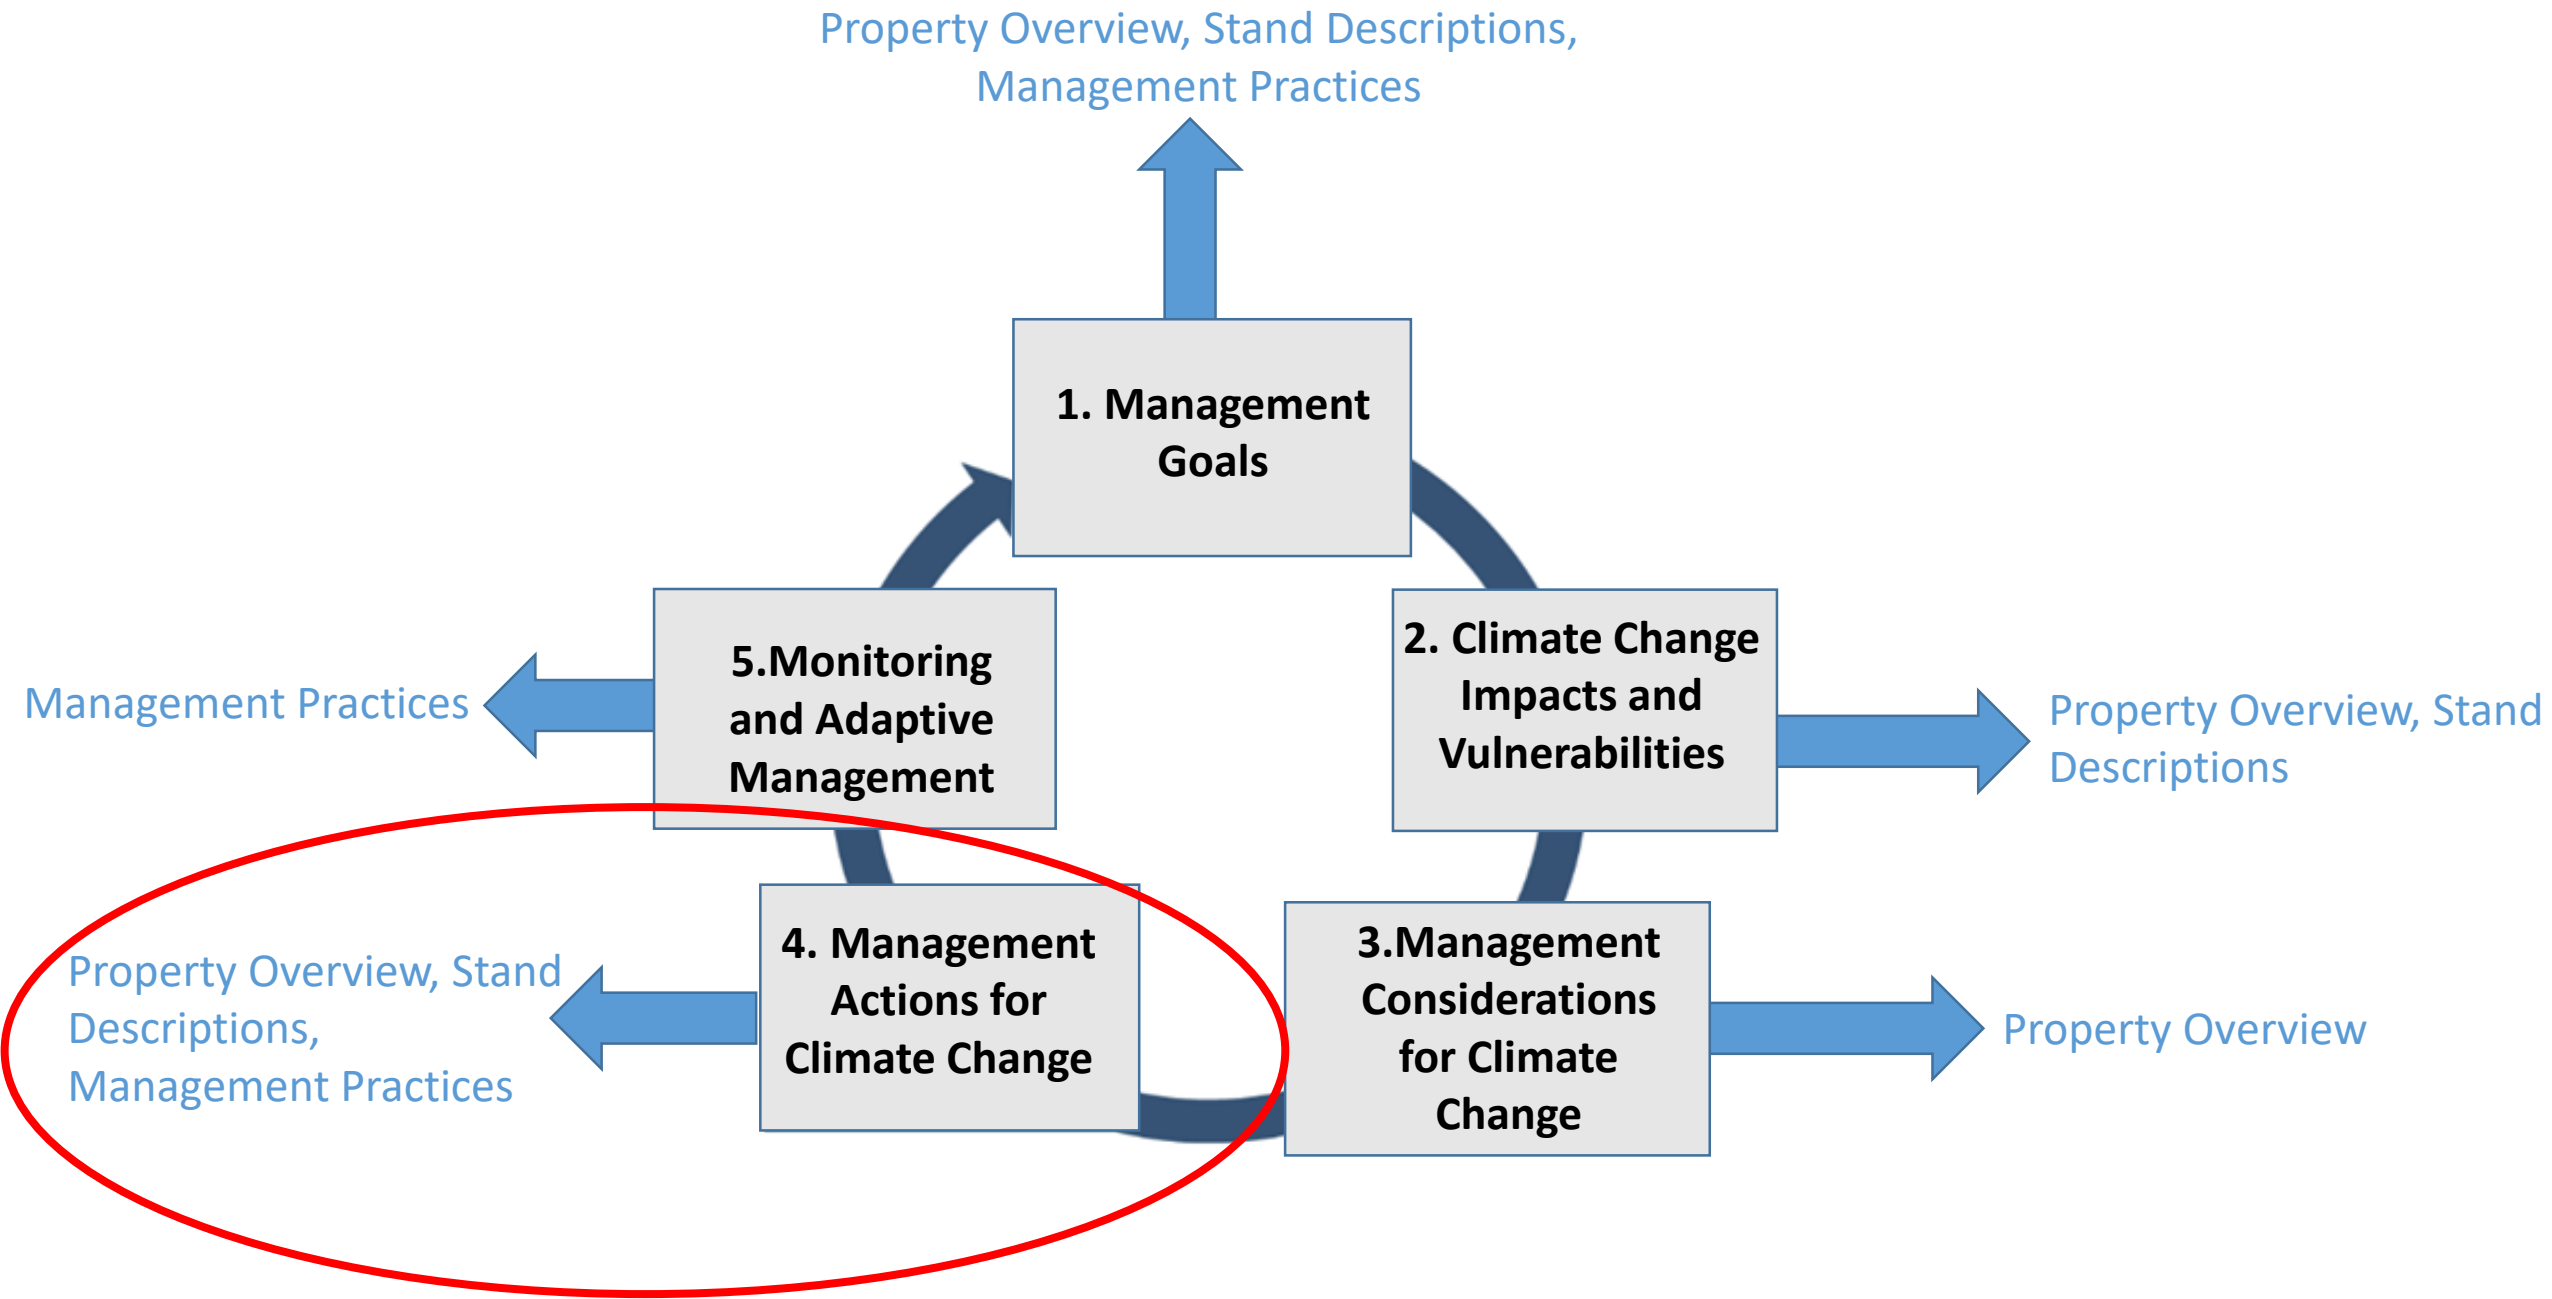 Property Overview, Stand Descriptions,
Management Practices
1. Management
Goals
2. Climate Change
Impacts and
Vulnerabilities
Property Overview, Stand
Descriptions
3.Management
Considerations
for Climate
Change
Property Overview
4. Management
Actions for
Climate Change
Property Overview, Stand
Descriptions,
Management Practices
5.Monitoring
and Adaptive
Management
Management Practices